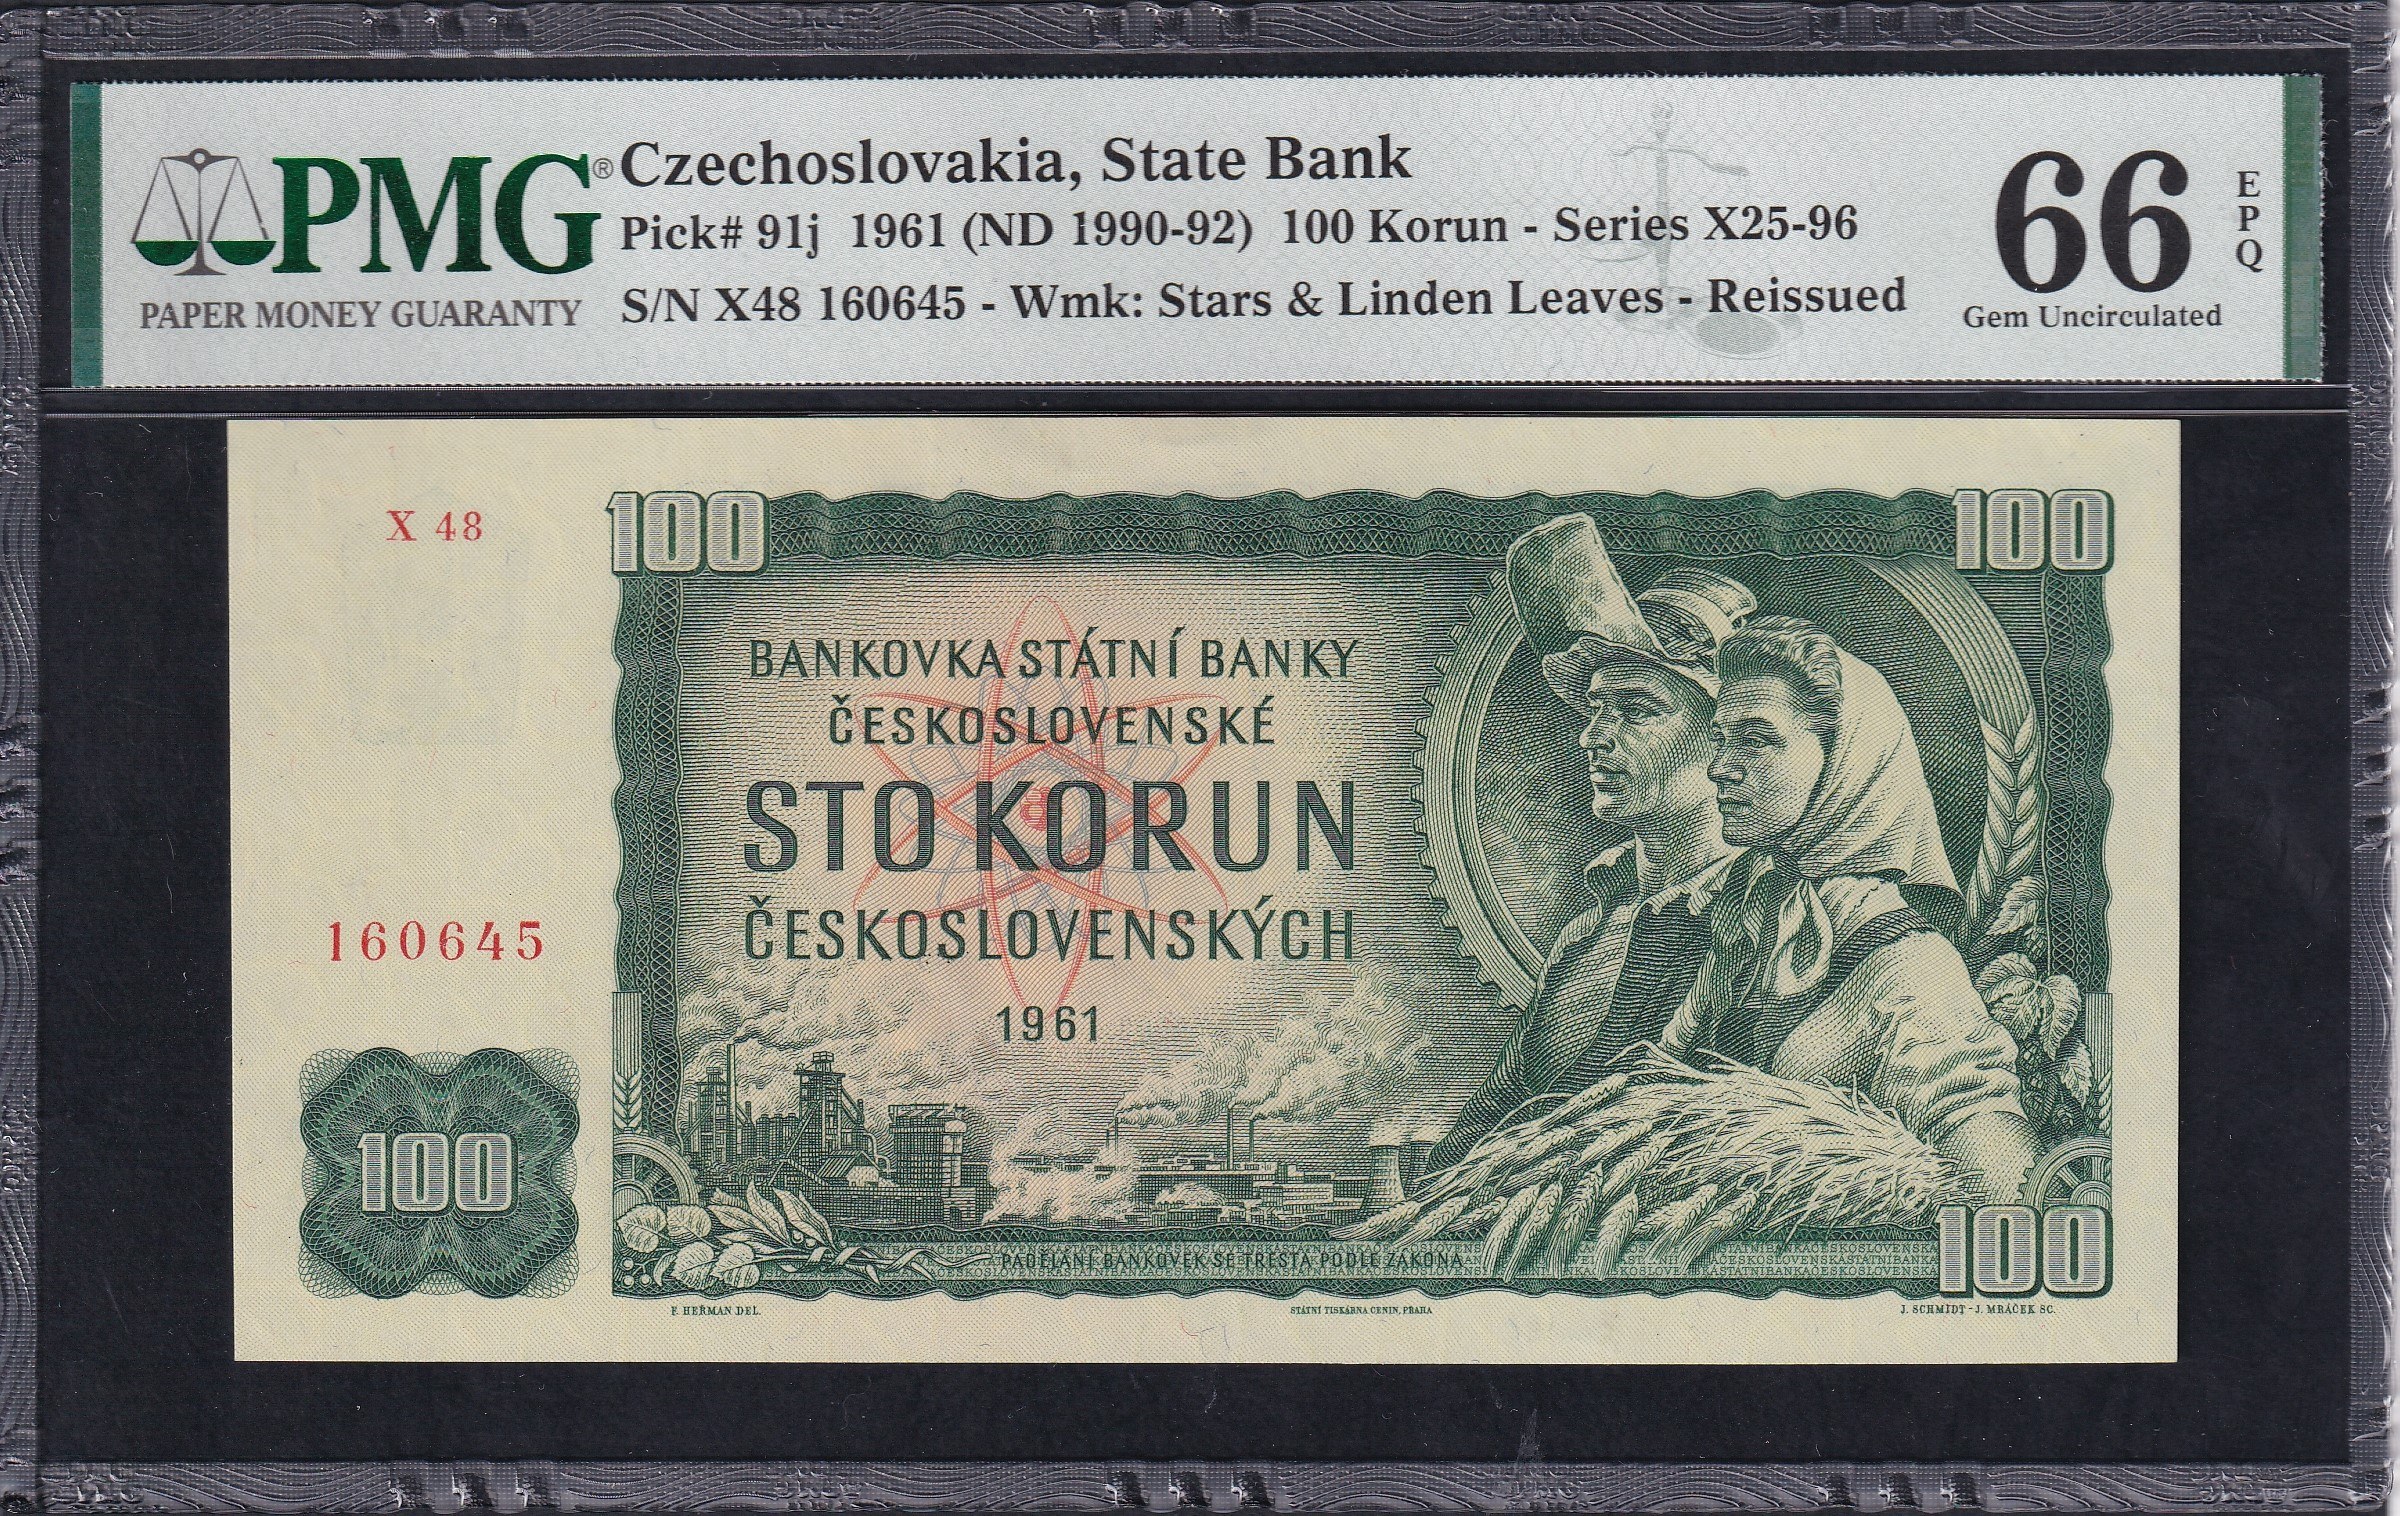 PMG®
PAPER MONEY GUARANTY
Czechoslovakia, State Bank
Pick# 91j 1961 (ND 1990-92) 100 Korun - Series X25-96
S/N X48 160645 - Wmk: Stars & Linden Leaves - Reissued
66
EPQ
Gem Uncirculated
X 48
100
100
BANKOVKA STÁTNÍ BANKY
ČESKOSLOVENSKÉ
STO KORUN
ČESKOSLOVENSKÝCH
1961
160645
100
100
PADĚLÁNÍ BANKOVEK SE TRESTÁ PODLE ZÁKONA
F. HEŘMAN DEL.
STÁTNÍ TISKÁRNA CENIN, PRAHA
J. SCHMIDT - J. MRÁČEK SC.